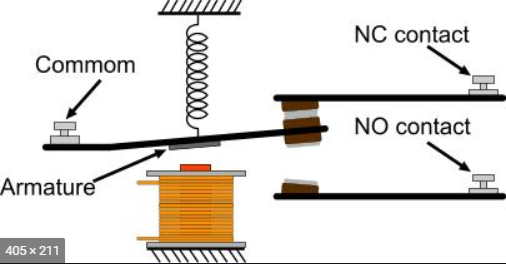 NC contact
Commom
NO contact
Armature
405 × 211